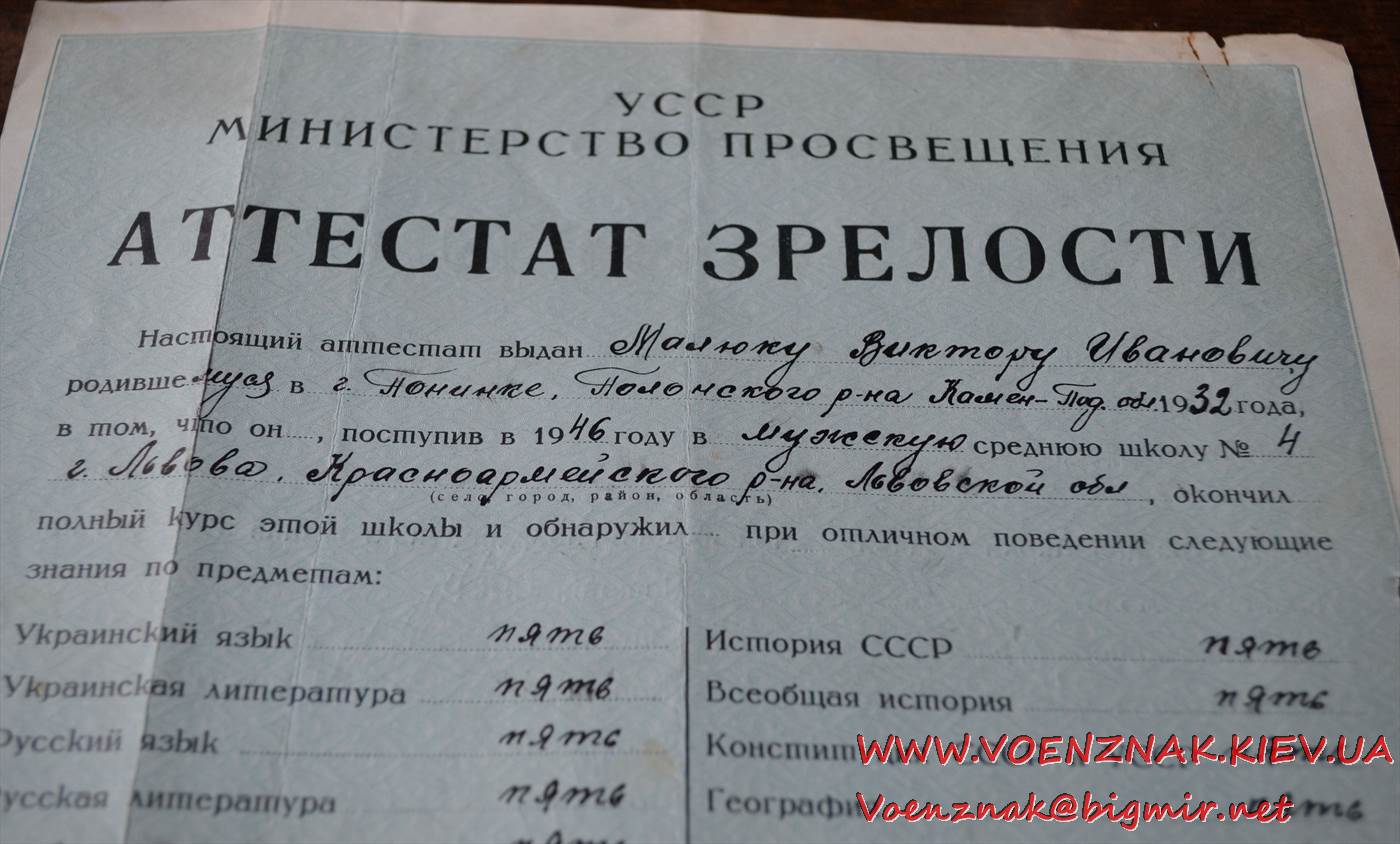 УССР
МИНИСТЕРСТВО ПРОСВЕЩЕНИЯ
АТТЕСТАТ ЗРЕЛОСТИ
Настоящий аттестат выдан Малюку Виктору Ивановичу
родившемуся в г. Понинке, Полонского р-на Камен-Под. обл. 1932 года,
в том, что он, поступив в 1946 году в мужскую среднюю школу № 4
г. Львова, Красноармейского р-на, Львовской обл, окончил
(село, город, район, область)
полный курс этой школы и обнаружил при отличном поведении следующие
знания по предметам:
Украинский язык пять
Украинская литература пять
Русский язык пять
Русская литература пять
История СССР пять
Всеобщая история пять
Констит
Географи пять
WWW.VOENZNAK.KIEV.UA
Voenznak@bigmir.net